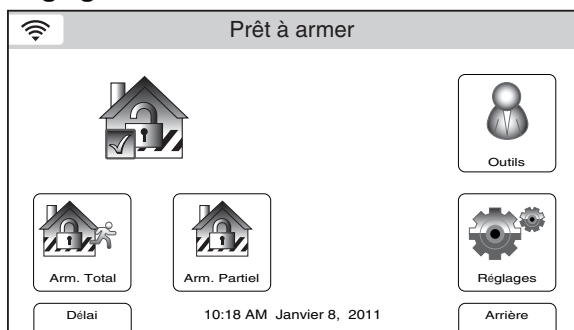 Prêt à armer
Outils
Arm. Total
Arm. Partiel
Réglages
Délai
10:18 AM Janvier 8, 2011
Arrière